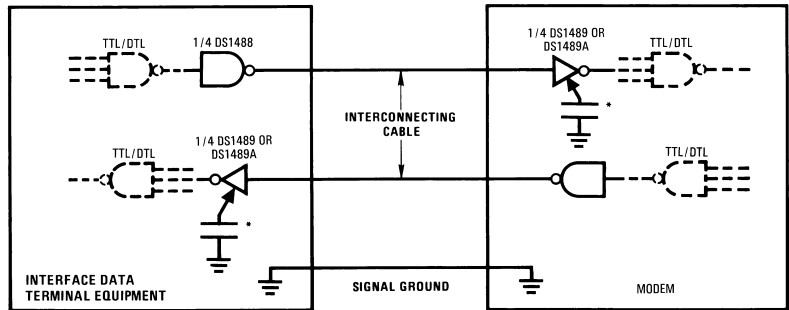 TTL/DTL
1/4 DS1488
1/4 DS1489 OR
DS1489A
TTL/DTL
*
INTERCONNECTING
CABLE
TTL/DTL
1/4 DS1489 OR
DS1489A
TTL/DTL
*
INTERFACE DATA
TERMINAL EQUIPMENT
SIGNAL GROUND
MODEM